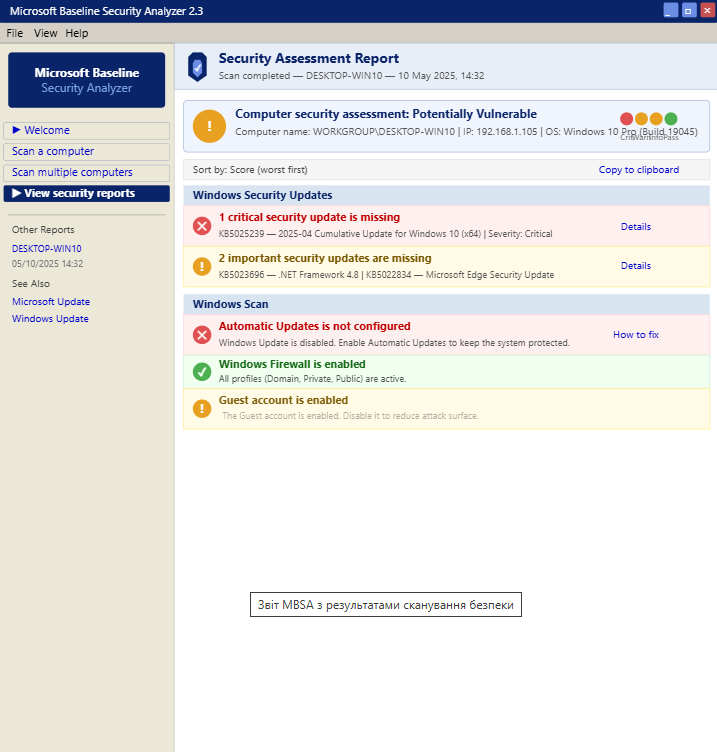 Microsoft Baseline Security Analyzer 2.3
File View Help
Microsoft Baseline
Security Analyzer
▶ Welcome
Scan a computer
Scan multiple computers
▶ View security reports
Other Reports
DESKTOP-WIN10
05/10/2025 14:32
See Also
Microsoft Update
Windows Update
Security Assessment Report
Scan completed — DESKTOP-WIN10 — 10 May 2025, 14:32
Computer security assessment: Potentially Vulnerable
Computer name: WORKGROUP\DESKTOP-WIN10 | IP: 192.168.1.105 | OS: Windows 10 Pro (Build 19045)
CritWarnInfoPass
Sort by: Score (worst first) Copy to clipboard
Windows Security Updates
1 critical security update is missing
KB5025239 — 2025-04 Cumulative Update for Windows 10 (x64) | Severity: Critical
Details
2 important security updates are missing
KB5023696 — .NET Framework 4.8 | KB5022834 — Microsoft Edge Security Update
Details
Windows Scan
Automatic Updates is not configured
Windows Update is disabled. Enable Automatic Updates to keep the system protected.
How to fix
Windows Firewall is enabled
All profiles (Domain, Private, Public) are active.
Guest account is enabled
The Guest account is enabled. Disable it to reduce attack surface.
Звіт MBSA з результатами сканування безпеки